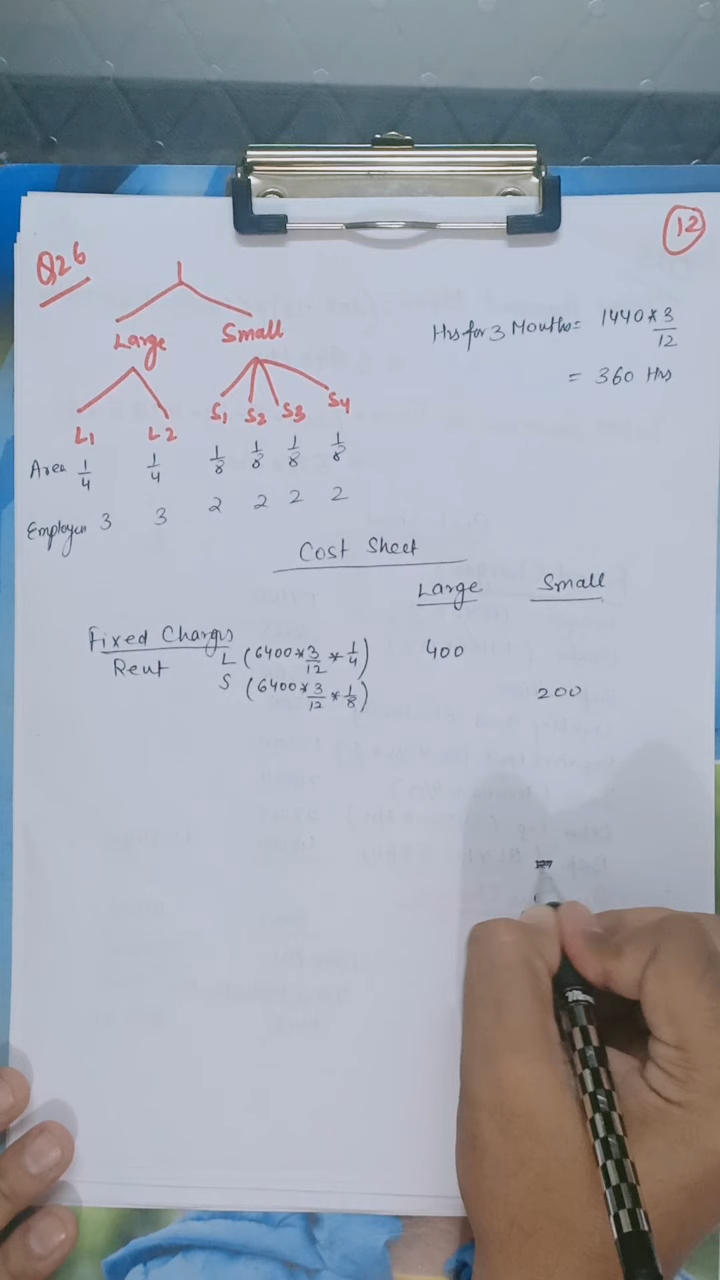 Q26
12
Large Small
L1 L2 S1 S2 S3 S4
Area 1/4 1/4 1/8 1/8 1/8 1/8
Employee 3 3 2 2 2 2
Hrs for 3 Months = 1440 * 3/12
= 360 Hrs
Cost Sheet
Large Small
Fixed Charges
Rent L (6400 * 3/12 * 1/4) 400
S (6400 * 3/12 * 1/8) 200